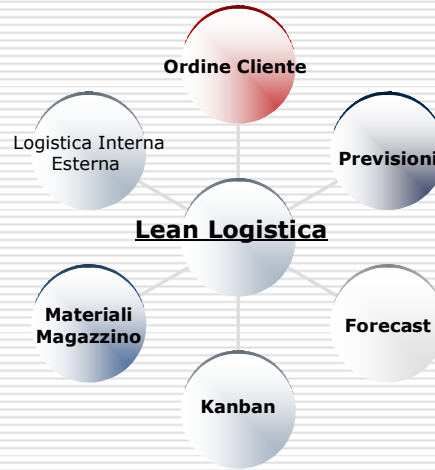 Ordine Cliente
Logistica Interna
Esterna
Previsioni
Lean Logistica
Materiali
Magazzino
Forecast
Kanban